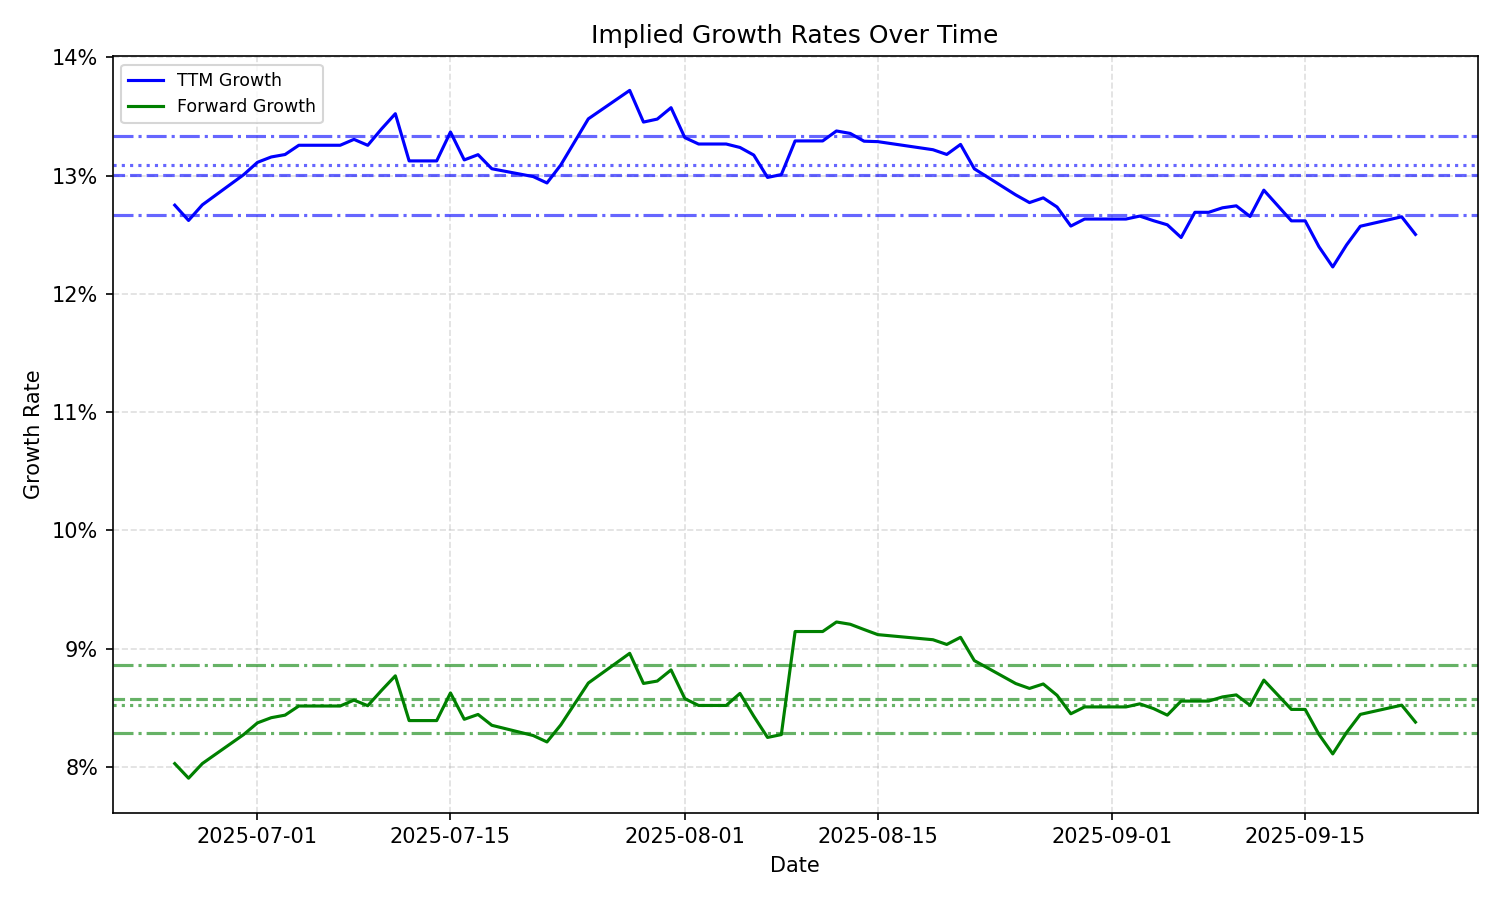 Implied Growth Rates Over Time
14%
13%
12%
11%
10%
9%
8%
Growth Rate
TTM Growth
Forward Growth
2025-07-01
2025-07-15
2025-08-01
2025-08-15
2025-09-01
2025-09-15
Date